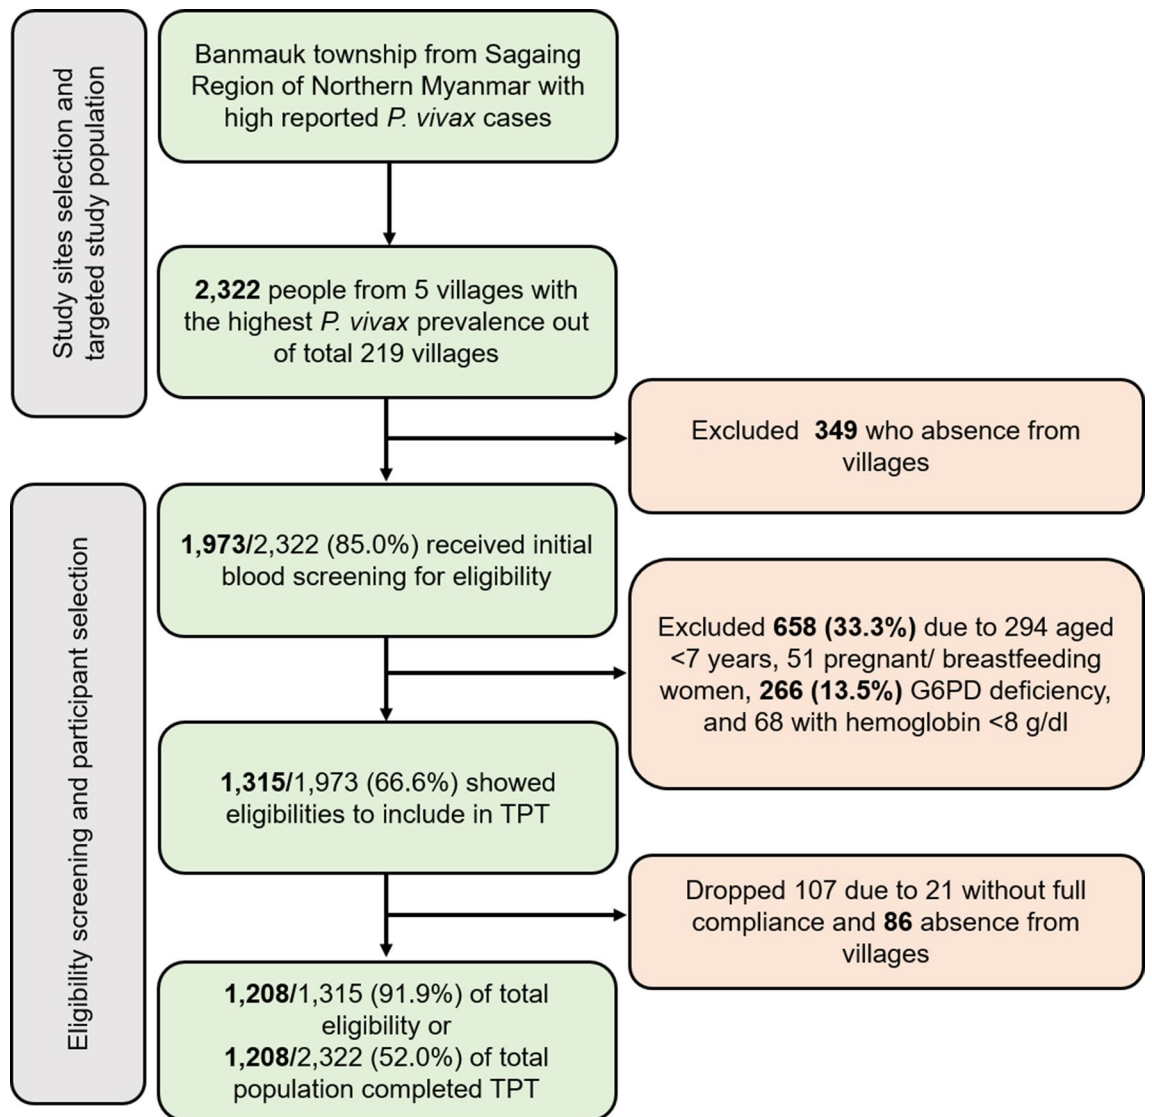 Study sites selection and
targeted study population
Banmauk township from Sagaing
Region of Northern Myanmar with
high reported P. vivax cases
2,322 people from 5 villages with
the highest P. vivax prevalence out
of total 219 villages
Excluded 349 who absence from
villages
Eligibility screening and participant selection
1,973/2,322 (85.0%) received initial
blood screening for eligibility
Excluded 658 (33.3%) due to 294 aged
<7 years, 51 pregnant/ breastfeeding
women, 266 (13.5%) G6PD deficiency,
and 68 with hemoglobin <8 g/dl
1,315/1,973 (66.6%) showed
eligibilities to include in TPT
Dropped 107 due to 21 without full
compliance and 86 absence from
villages
1,208/1,315 (91.9%) of total
eligibility or
1,208/2,322 (52.0%) of total
population completed TPT